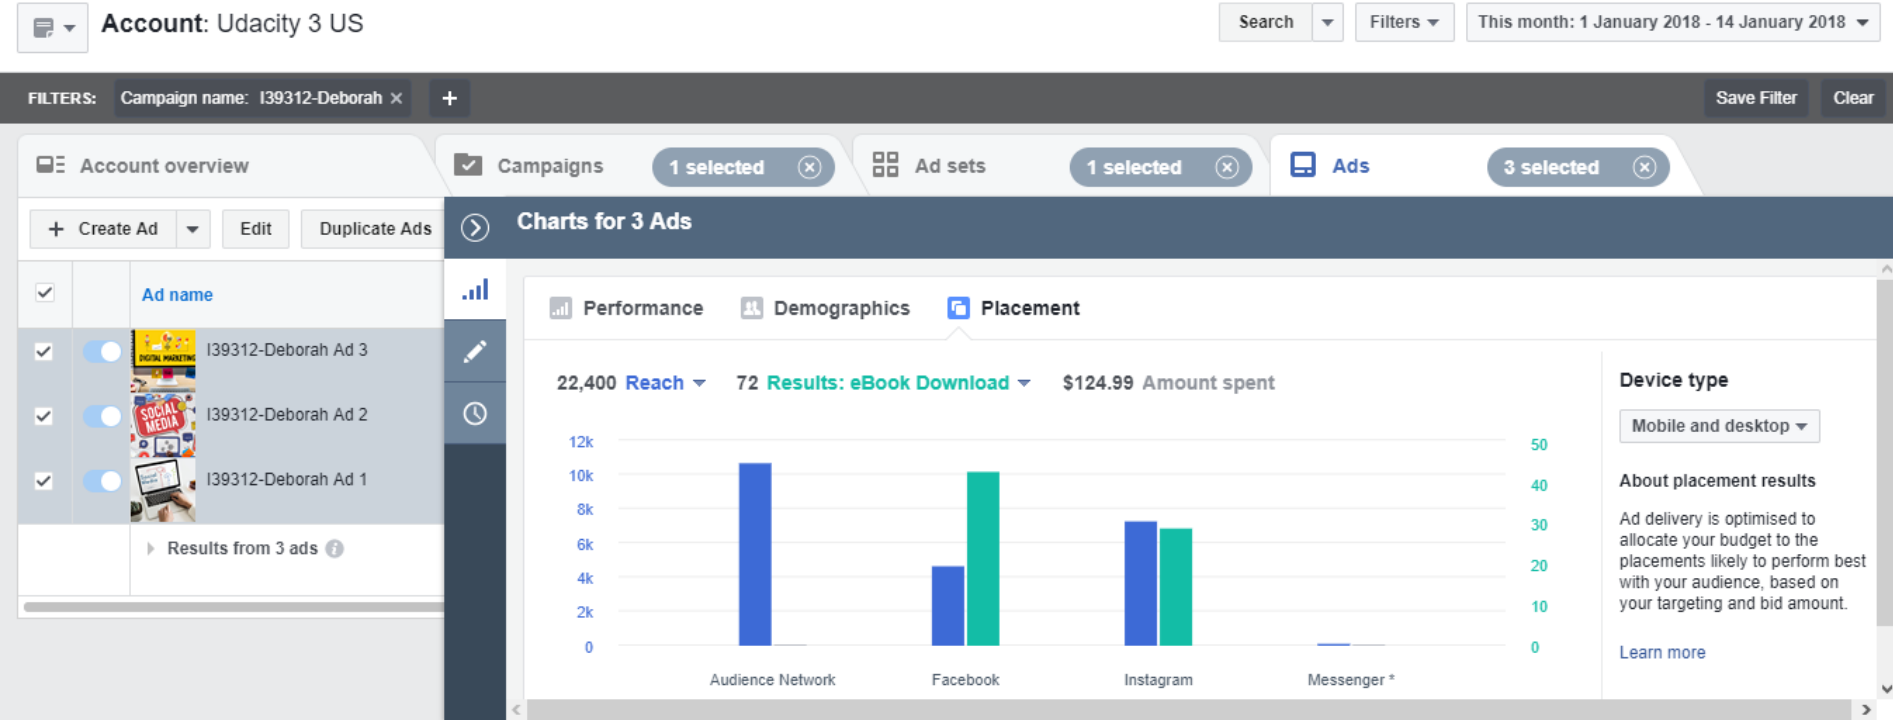 Account: Udacity 3 US
Search
Filters
This month: 1 January 2018 - 14 January 2018
FILTERS:
Campaign name: I39312-Deborah ×
+
Save Filter
Clear
Account overview
Campaigns
1 selected
Ad sets
1 selected
Ads
3 selected
+ Create Ad
Edit
Duplicate Ads
Charts for 3 Ads
Ad name
DIGITAL MARKETING
I39312-Deborah Ad 3
SOCIAL
MEDIA
I39312-Deborah Ad 2
I39312-Deborah Ad 1
Results from 3 ads
Performance
Demographics
Placement
22,400 Reach
72 Results: eBook Download
$124.99 Amount spent
12k
10k
8k
6k
4k
2k
0
50
40
30
20
10
0
Audience Network
Facebook
Instagram
Messenger *
Device type
Mobile and desktop
About placement results
Ad delivery is optimised to
allocate your budget to the
placements likely to perform best
with your audience, based on
your targeting and bid amount.
Learn more